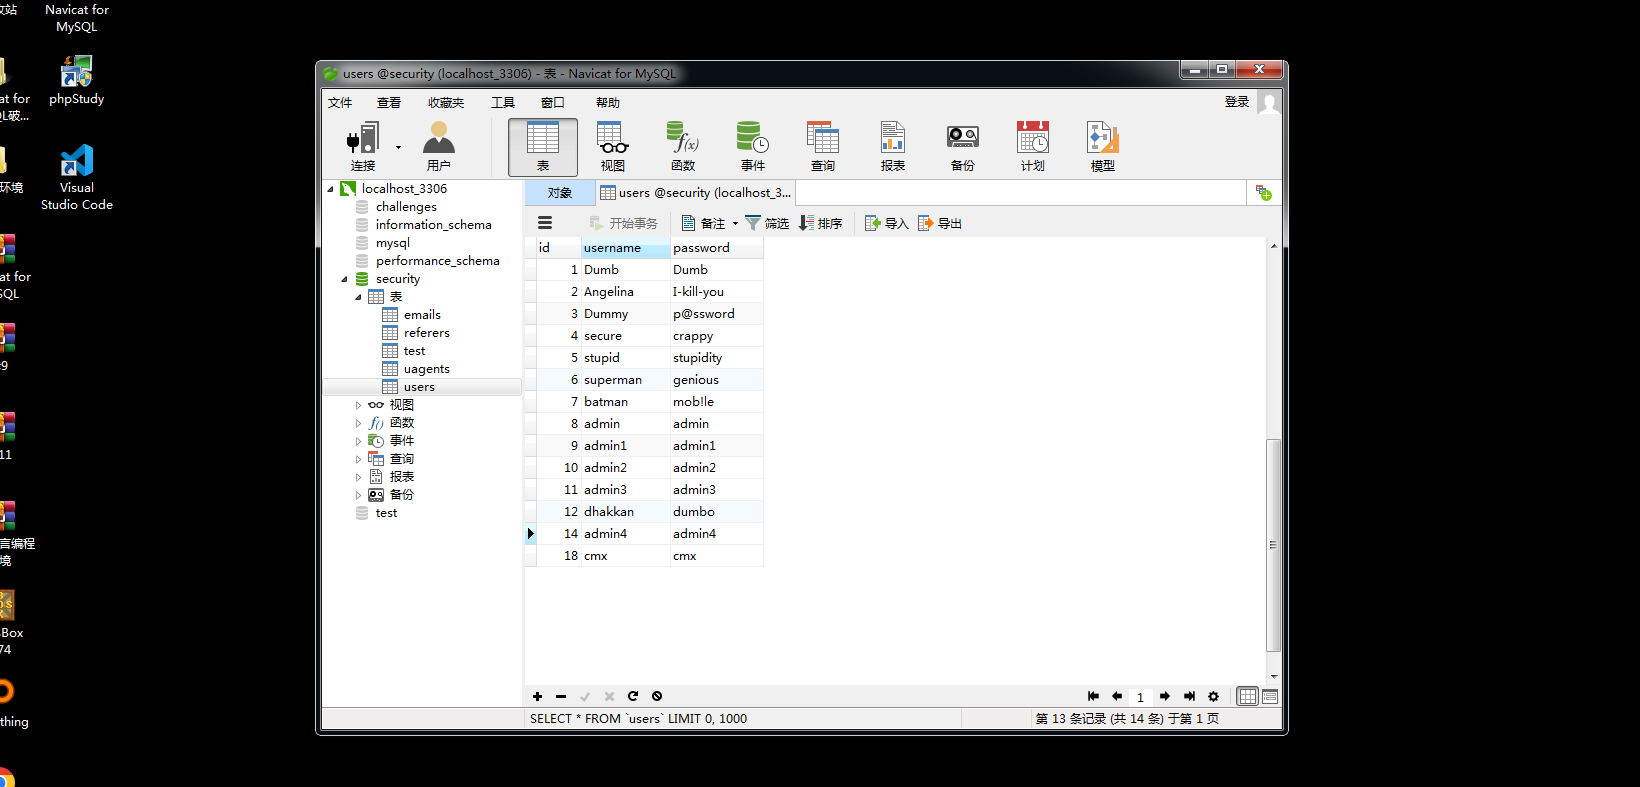 女站
Navicat for
MySQL
at for
QL破...
phpStudy
环境
Visual
Studio Code
at for
SQL
9
11
言编程
境
Box
74
thing
users @security (localhost_3306) - 表 - Navicat for MySQL
文件 查看 收藏夹 工具 窗口 帮助 登录
连接 用户 表 视图 函数 事件 查询 报表 备份 计划 模型
localhost_3306
challenges
information_schema
mysql
performance_schema
security
表
emails
referers
test
uagents
users
视图
函数
事件
查询
报表
备份
test
对象 users @security (localhost_3...
开始事务 备注 筛选 排序 导入 导出
id username password
1 Dumb Dumb
2 Angelina I-kill-you
3 Dummy p@ssword
4 secure crappy
5 stupid stupidity
6 superman genious
7 batman mob!le
8 admin admin
9 admin1 admin1
10 admin2 admin2
11 admin3 admin3
12 dhakkan dumbo
14 admin4 admin4
18 cmx cmx
1
SELECT * FROM `users` LIMIT 0, 1000 第 13 条记录 (共 14 条) 于第 1 页